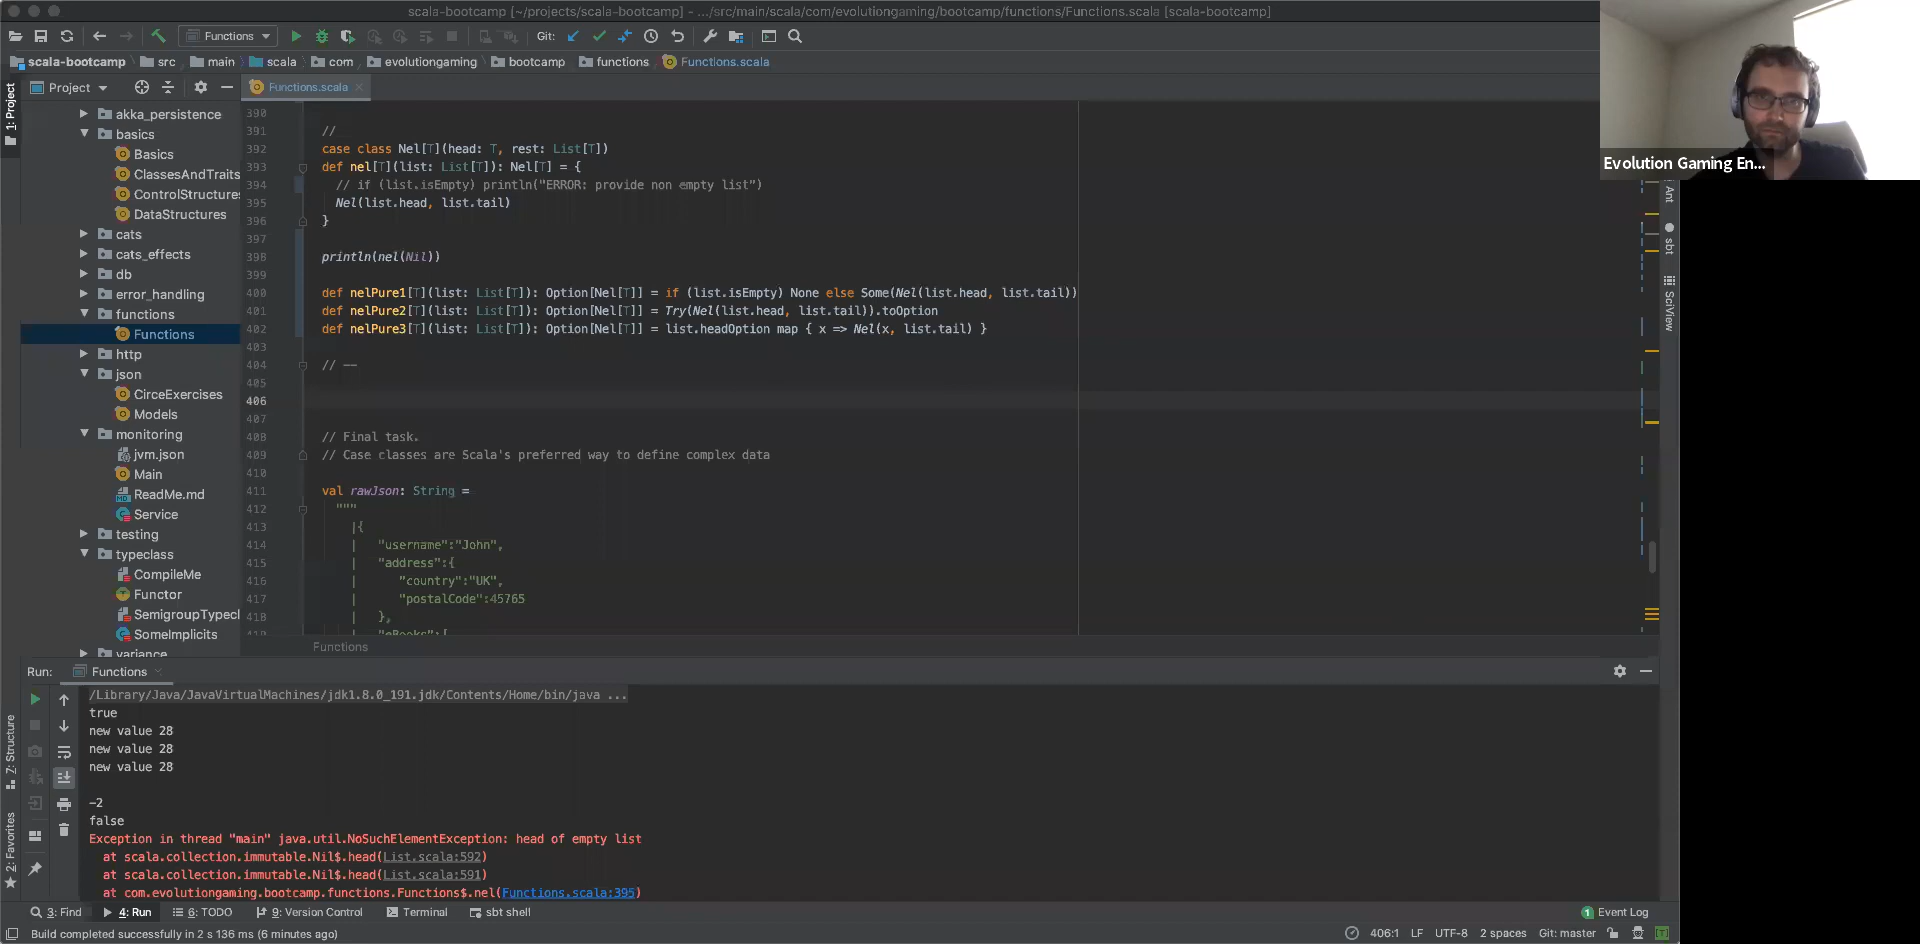 scala-bootcamp [~/projects/scala-bootcamp] - .../src/main/scala/com/evolutiongaming/bootcamp/functions/Functions.scala [scala-bootcamp]
Functions
Git:
scala-bootcamp src main scala com evolutiongaming bootcamp functions Functions.scala
Project
Functions.scala
1: Project
akka_persistence
basics
Basics
ClassesAndTraits
ControlStructures
DataStructures
cats
cats_effects
db
error_handling
functions
Functions
http
json
CirceExercises
Models
monitoring
jvm.json
Main
ReadMe.md
Service
testing
typeclass
CompileMe
Functor
SemigroupTypecl
SomeImplicits
variance
390
391 //
392 case class Nel[T](head: T, rest: List[T])
393 def nel[T](list: List[T]): Nel[T] = {
394 // if (list.isEmpty) println("ERROR: provide non empty list")
395 Nel(list.head, list.tail)
396 }
397
398 println(nel(Nil))
399
400 def nelPure1[T](list: List[T]): Option[Nel[T]] = if (list.isEmpty) None else Some(Nel(list.head, list.tail))
401 def nelPure2[T](list: List[T]): Option[Nel[T]] = Try(Nel(list.head, list.tail)).toOption
402 def nelPure3[T](list: List[T]): Option[Nel[T]] = list.headOption map { x => Nel(x, list.tail) }
403
404 // --
405
406
407
408 // Final task.
409 // Case classes are Scala's preferred way to define complex data
410
411 val rawJson: String =
412 """
413 |{
414 | "username":"John",
415 | "address":{
416 | "country":"UK",
417 | "postalCode":45765
418 | },
419 | "eBooks":[
Functions
Evolution Gaming En...
Ant
sbt
SciView
Run: Functions
/Library/Java/JavaVirtualMachines/jdk1.8.0_191.jdk/Contents/Home/bin/java ...
true
new value 28
new value 28
new value 28
-2
false
Exception in thread "main" java.util.NoSuchElementException: head of empty list
at scala.collection.immutable.Nil$.head(List.scala:592)
at scala.collection.immutable.Nil$.head(List.scala:591)
at com.evolutiongaming.bootcamp.functions.Functions$.nel(Functions.scala:395)
Z: Structure
2: Favorites
3: Find 4: Run 6: TODO 9: Version Control Terminal sbt shell 1 Event Log
Build completed successfully in 2 s 136 ms (6 minutes ago) 406:1 LF UTF-8 2 spaces Git: master [T]